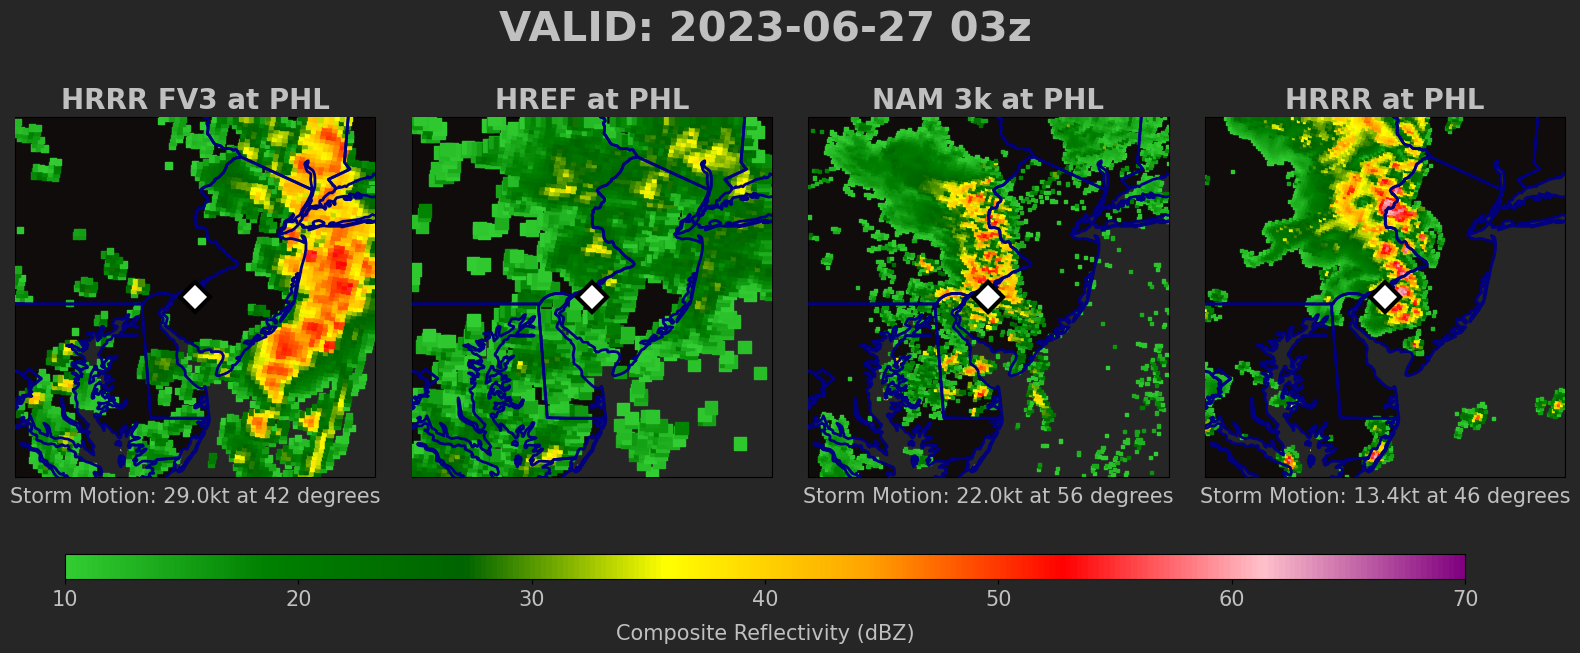 VALID: 2023-06-27 03z
HRRR FV3 at PHL
HREF at PHL
NAM 3k at PHL
HRRR at PHL
Storm Motion: 29.0kt at 42 degrees
Storm Motion: 22.0kt at 56 degrees
Storm Motion: 13.4kt at 46 degrees
10 20 30 40 50 60 70
Composite Reflectivity (dBZ)